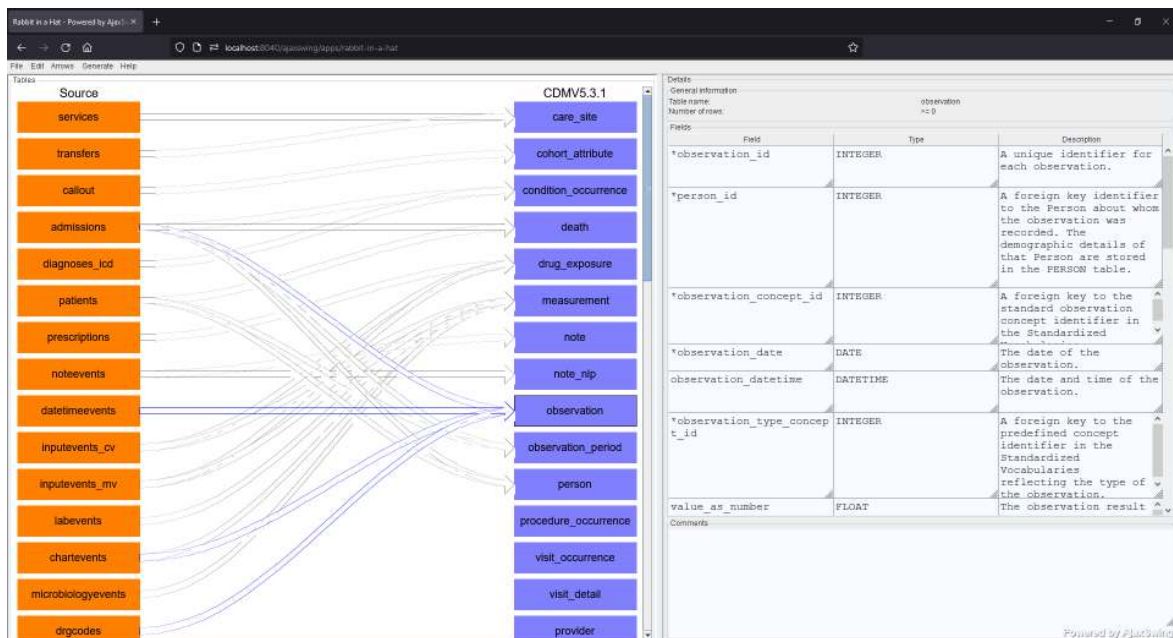 Rabbit in a Hat - Powered by AjaxS
localhost:8040/ajaxswing/apps/rabbit-in-a-hat
File Edit Arrows Generate Help
Tables
Source
CDMV5.3.1
services
care_site
transfers
cohort_attribute
callout
condition_occurrence
admissions
death
diagnoses_icd
drug_exposure
patients
measurement
prescriptions
note
noteevents
note_nlp
datetimeevents
observation
inputevents_cv
observation_period
inputevents_mv
person
labevents
procedure_occurrence
chartevents
visit_occurrence
microbiologyevents
visit_detail
drgcodes
provider
Details
General information
Table name: observation
Number of rows: >= 0
Fields
Field Type Description
*observation_id INTEGER A unique identifier for
each observation.
*person_id INTEGER A foreign key identifier
to the Person about whom
the observation was
recorded. The
demographic details of
that Person are stored
in the PERSON table.
*observation_concept_id INTEGER A foreign key to the
standard observation
concept identifier in
the Standardized
*observation_date DATE The date of the
observation.
observation_datetime DATETIME The date and time of the
observation.
*observation_type_concep INTEGER A foreign key to the
t_id predefined concept
identifier in the
Standardized
Vocabularies
reflecting the type of
the observation.
value_as_number FLOAT The observation result
Comments
Powered by AjaxSwing